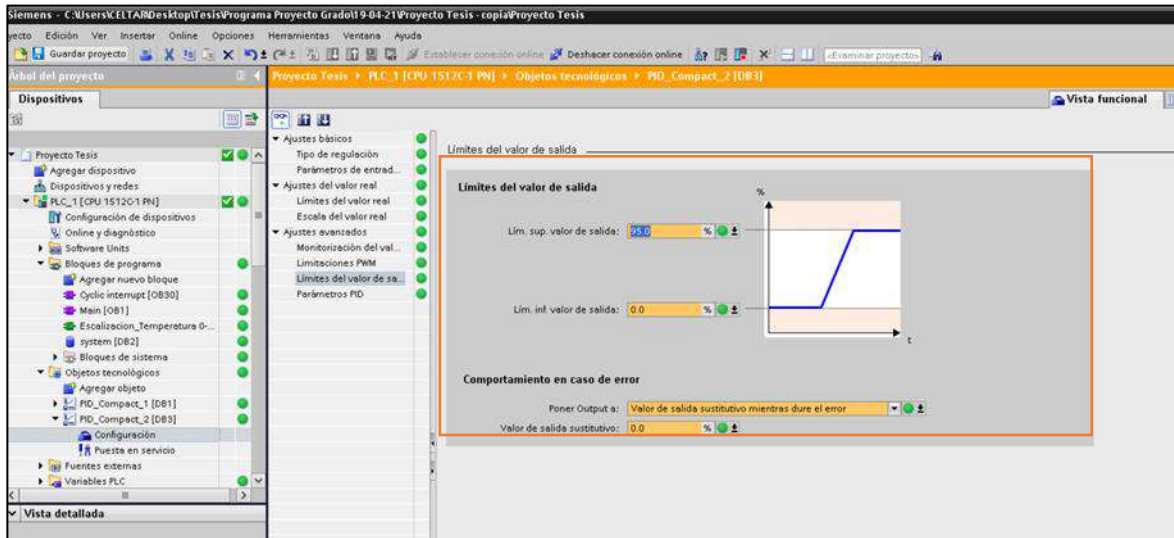 Siemens - C:\Users\CELTAR\Desktop\Tesis\Programa Proyecto Grado\19-04-21\Proyecto Tesis - copia\Proyecto Tesis
yecto Edición Ver Insertar Online Opciones Herramientas Ventana Ayuda
Guardar proyecto Establecer conexión online Deshacer conexión online <Examinar proyecto>
Árbol del proyecto
Proyecto Tesis PLC_1 [CPU 1512C-1 PN] Objetos tecnológicos PID_Compact_2 [DB3]
Dispositivos
Vista funcional
Proyecto Tesis
Agregar dispositivo
Dispositivos y redes
PLC_1 [CPU 1512C-1 PN]
Configuración de dispositivos
Online y diagnóstico
Software Units
Bloques de programa
Agregar nuevo bloque
Cyclic interrupt [OB30]
Main [OB1]
Escalizacion_Temperatura 0-...
system [DB2]
Bloques de sistema
Objetos tecnológicos
Agregar objeto
PID_Compact_1 [DB1]
PID_Compact_2 [DB3]
Configuración
Puesta en servicio
Fuentes externas
Variables PLC
Vista detallada
Ajustes básicos
Tipo de regulación
Parámetros de entrad...
Ajustes del valor real
Límites del valor real
Escala del valor real
Ajustes avanzados
Monitorización del val...
Limitaciones PWM
Límites del valor de sa...
Parámetros PID
Límites del valor de salida
Límites del valor de salida
%
Lím. sup. valor de salida: 95.0 %
Lím. inf. valor de salida: 0.0 %
t
Comportamiento en caso de error
Poner Output a: Valor de salida sustitutivo mientras dure el error
Valor de salida sustitutivo: 0.0 %